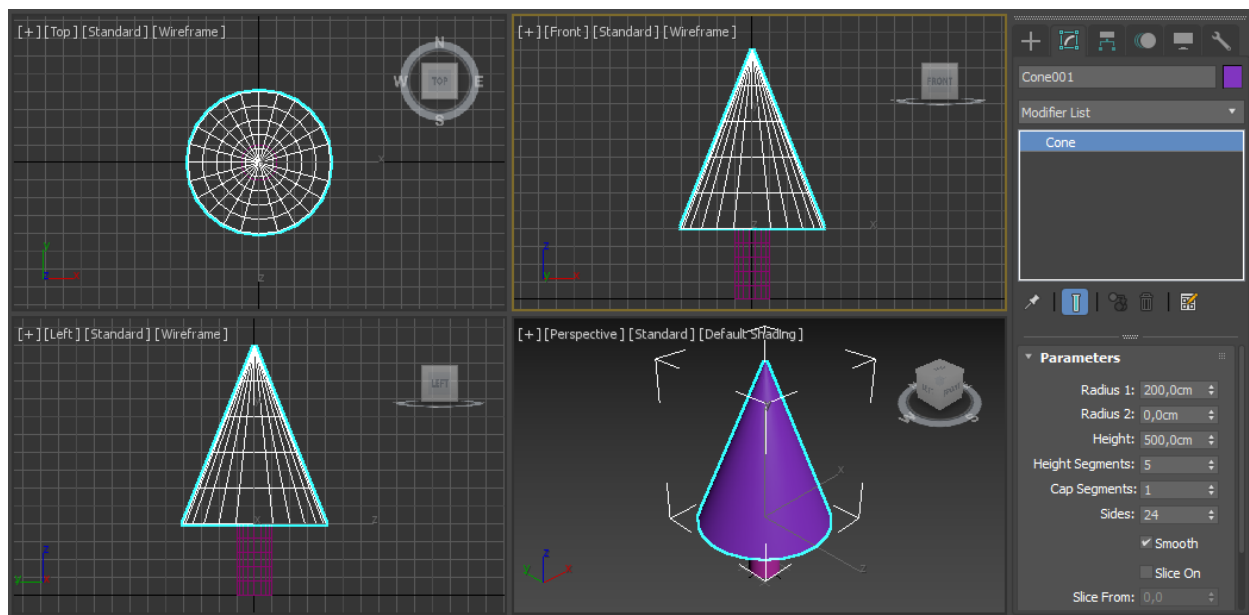 [+] [Top] [Standard] [Wireframe]
N
W TOP E
S
x
y
z x
z
[+] [Front] [Standard] [Wireframe]
FRONT
z x
z
y x
[+] [Left] [Standard] [Wireframe]
LEFT
x z
z
y x
[+] [Perspective] [Standard] [Default Shading]
x
z
z
y x
Cone001
Modifier List
Cone
Parameters
Radius 1: 200,0cm
Radius 2: 0,0cm
Height: 500,0cm
Height Segments: 5
Cap Segments: 1
Sides: 24
Smooth
Slice On
Slice From: 0,0